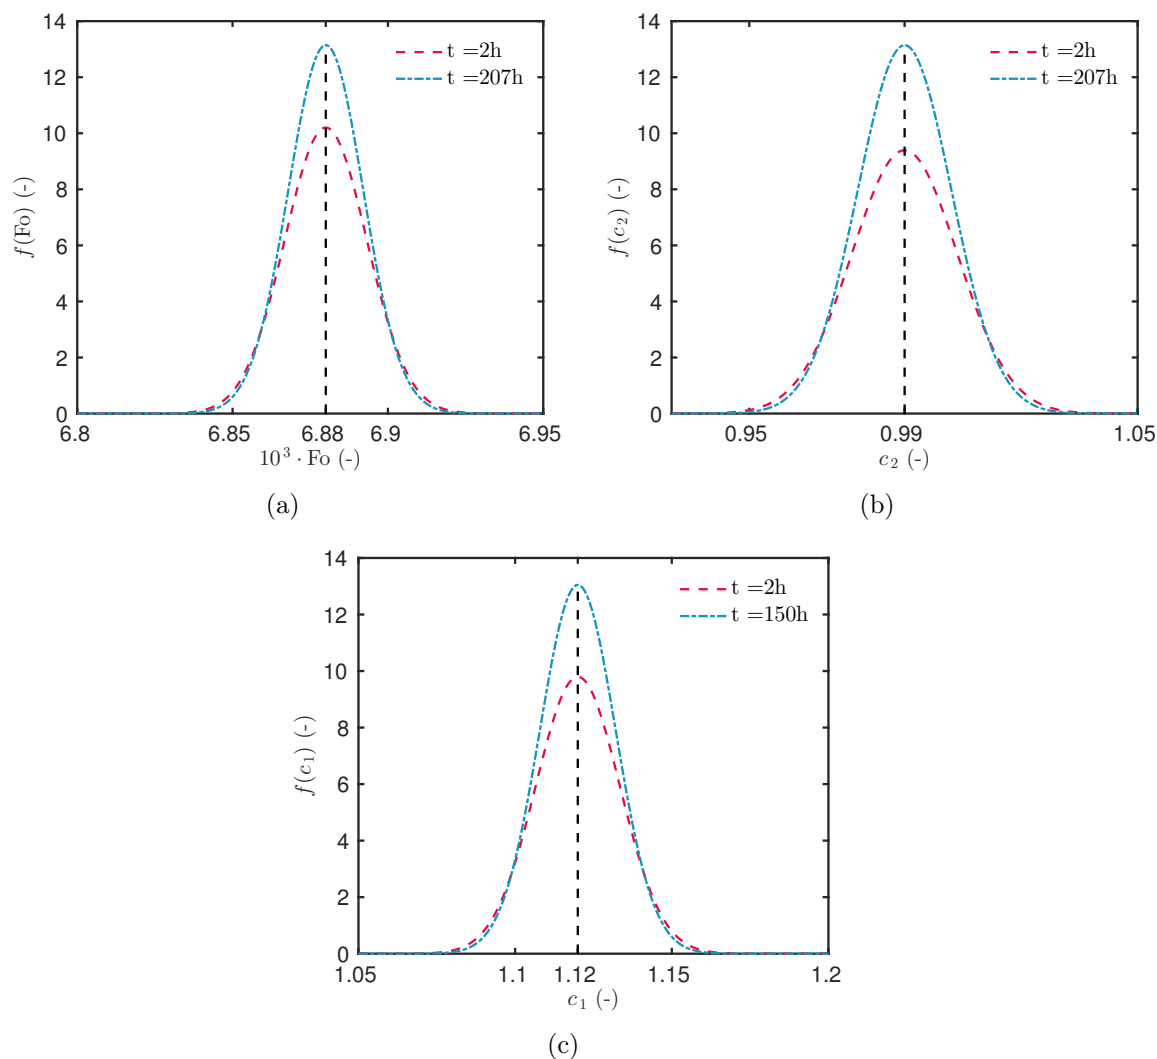 14
12
10
8
6
4
2
0
f(Fo) (-)
t =2h
t =207h
6.8 6.85 6.88 6.9 6.95
10³ · Fo (-)
(a)
14
12
10
8
6
4
2
0
f(c₂) (-)
t =2h
t =207h
0.95 0.99 1.05
c₂ (-)
(b)
14
12
10
8
6
4
2
0
f(c₁) (-)
t =2h
t =150h
1.05 1.1 1.12 1.15 1.2
c₁ (-)
(c)